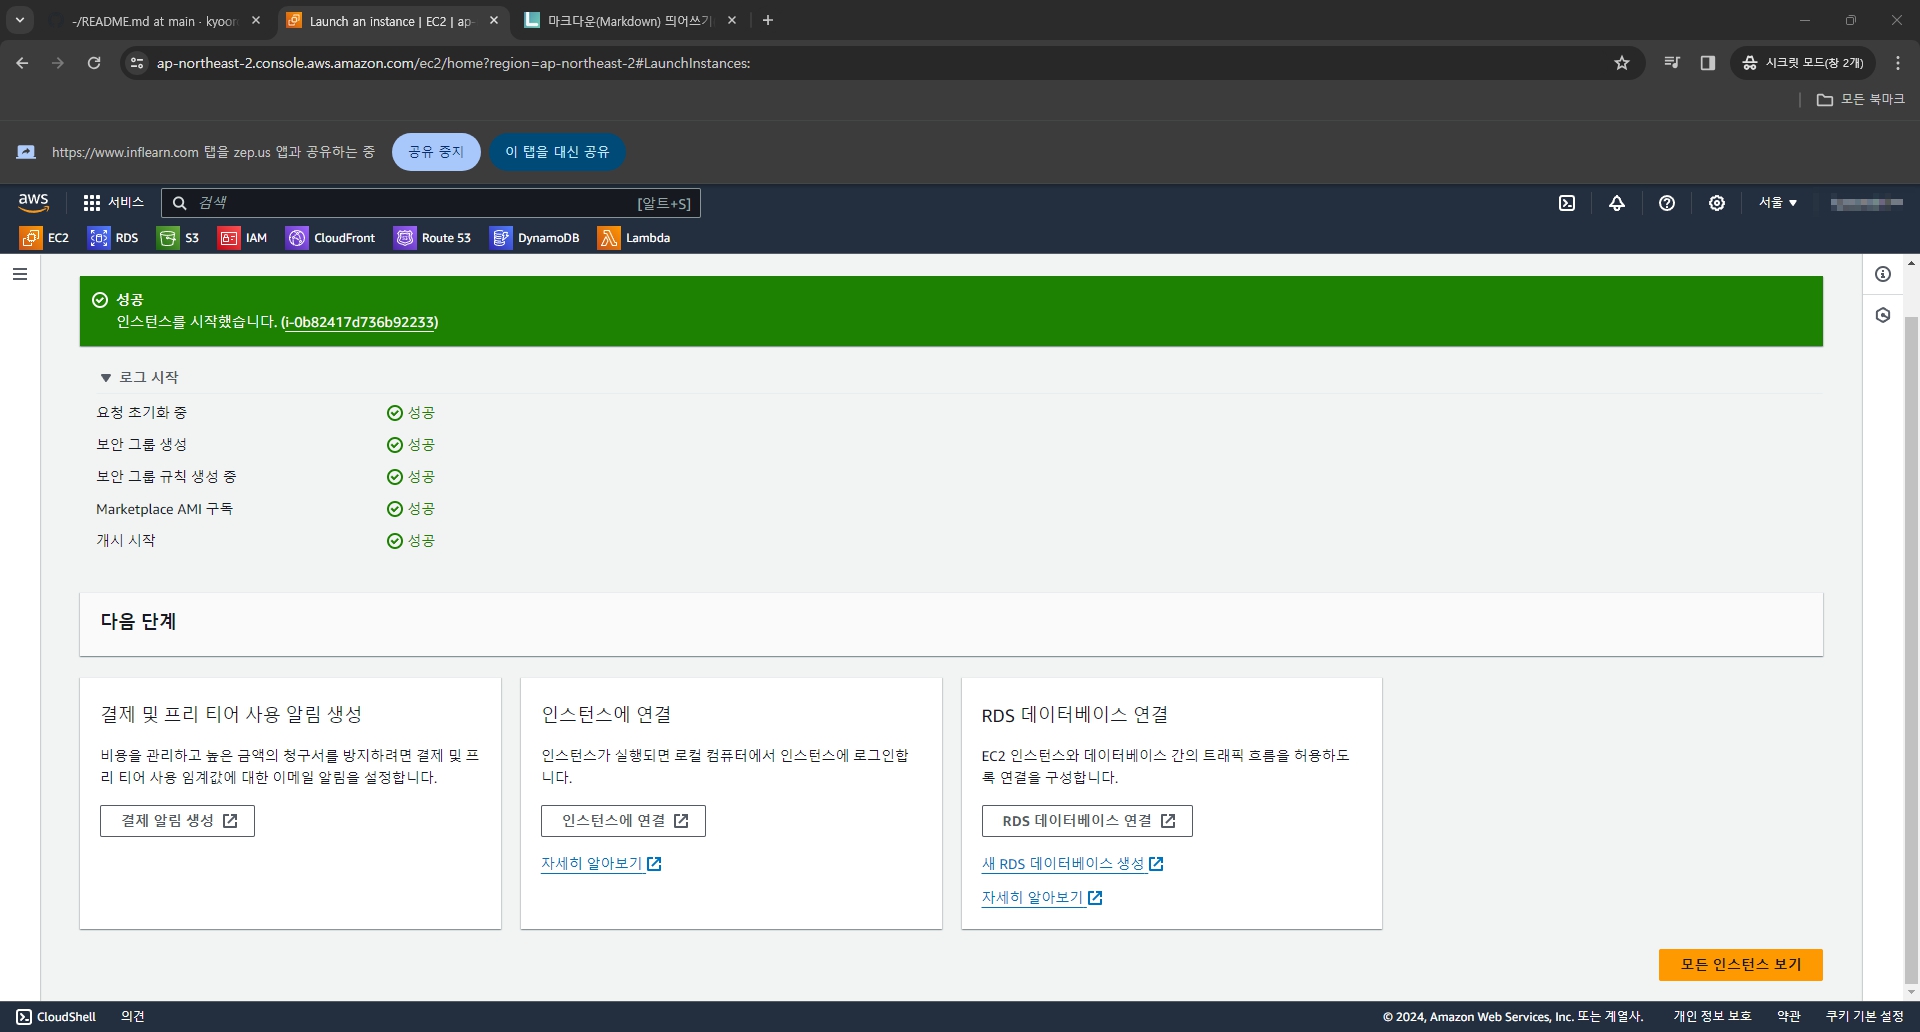 -/README.md at main · kyoor
Launch an instance | EC2 | ap-
마크다운(Markdown) 띄어쓰기
ap-northeast-2.console.aws.amazon.com/ec2/home?region=ap-northeast-2#LaunchInstances:
시크릿 모드(창 2개)
모든 북마크
https://www.inflearn.com 탭을 zep.us 앱과 공유하는 중
공유 중지
이 탭을 대신 공유
aws
서비스
검색
[알트+S]
서울
EC2
RDS
S3
IAM
CloudFront
Route 53
DynamoDB
Lambda
성공
인스턴스를 시작했습니다. (i-0b82417d736b92233)
로그 시작
요청 초기화 중 성공
보안 그룹 생성 성공
보안 그룹 규칙 생성 중 성공
Marketplace AMI 구독 성공
개시 시작 성공
다음 단계
결제 및 프리 티어 사용 알림 생성
비용을 관리하고 높은 금액의 청구서를 방지하려면 결제 및 프
리 티어 사용 임계값에 대한 이메일 알림을 설정합니다.
결제 알림 생성
인스턴스에 연결
인스턴스가 실행되면 로컬 컴퓨터에서 인스턴스에 로그인합
니다.
인스턴스에 연결
자세히 알아보기
RDS 데이터베이스 연결
EC2 인스턴스와 데이터베이스 간의 트래픽 흐름을 허용하도
록 연결을 구성합니다.
RDS 데이터베이스 연결
새 RDS 데이터베이스 생성
자세히 알아보기
모든 인스턴스 보기
CloudShell
의견
© 2024, Amazon Web Services, Inc. 또는 계열사.
개인 정보 보호
약관
쿠키 기본 설정